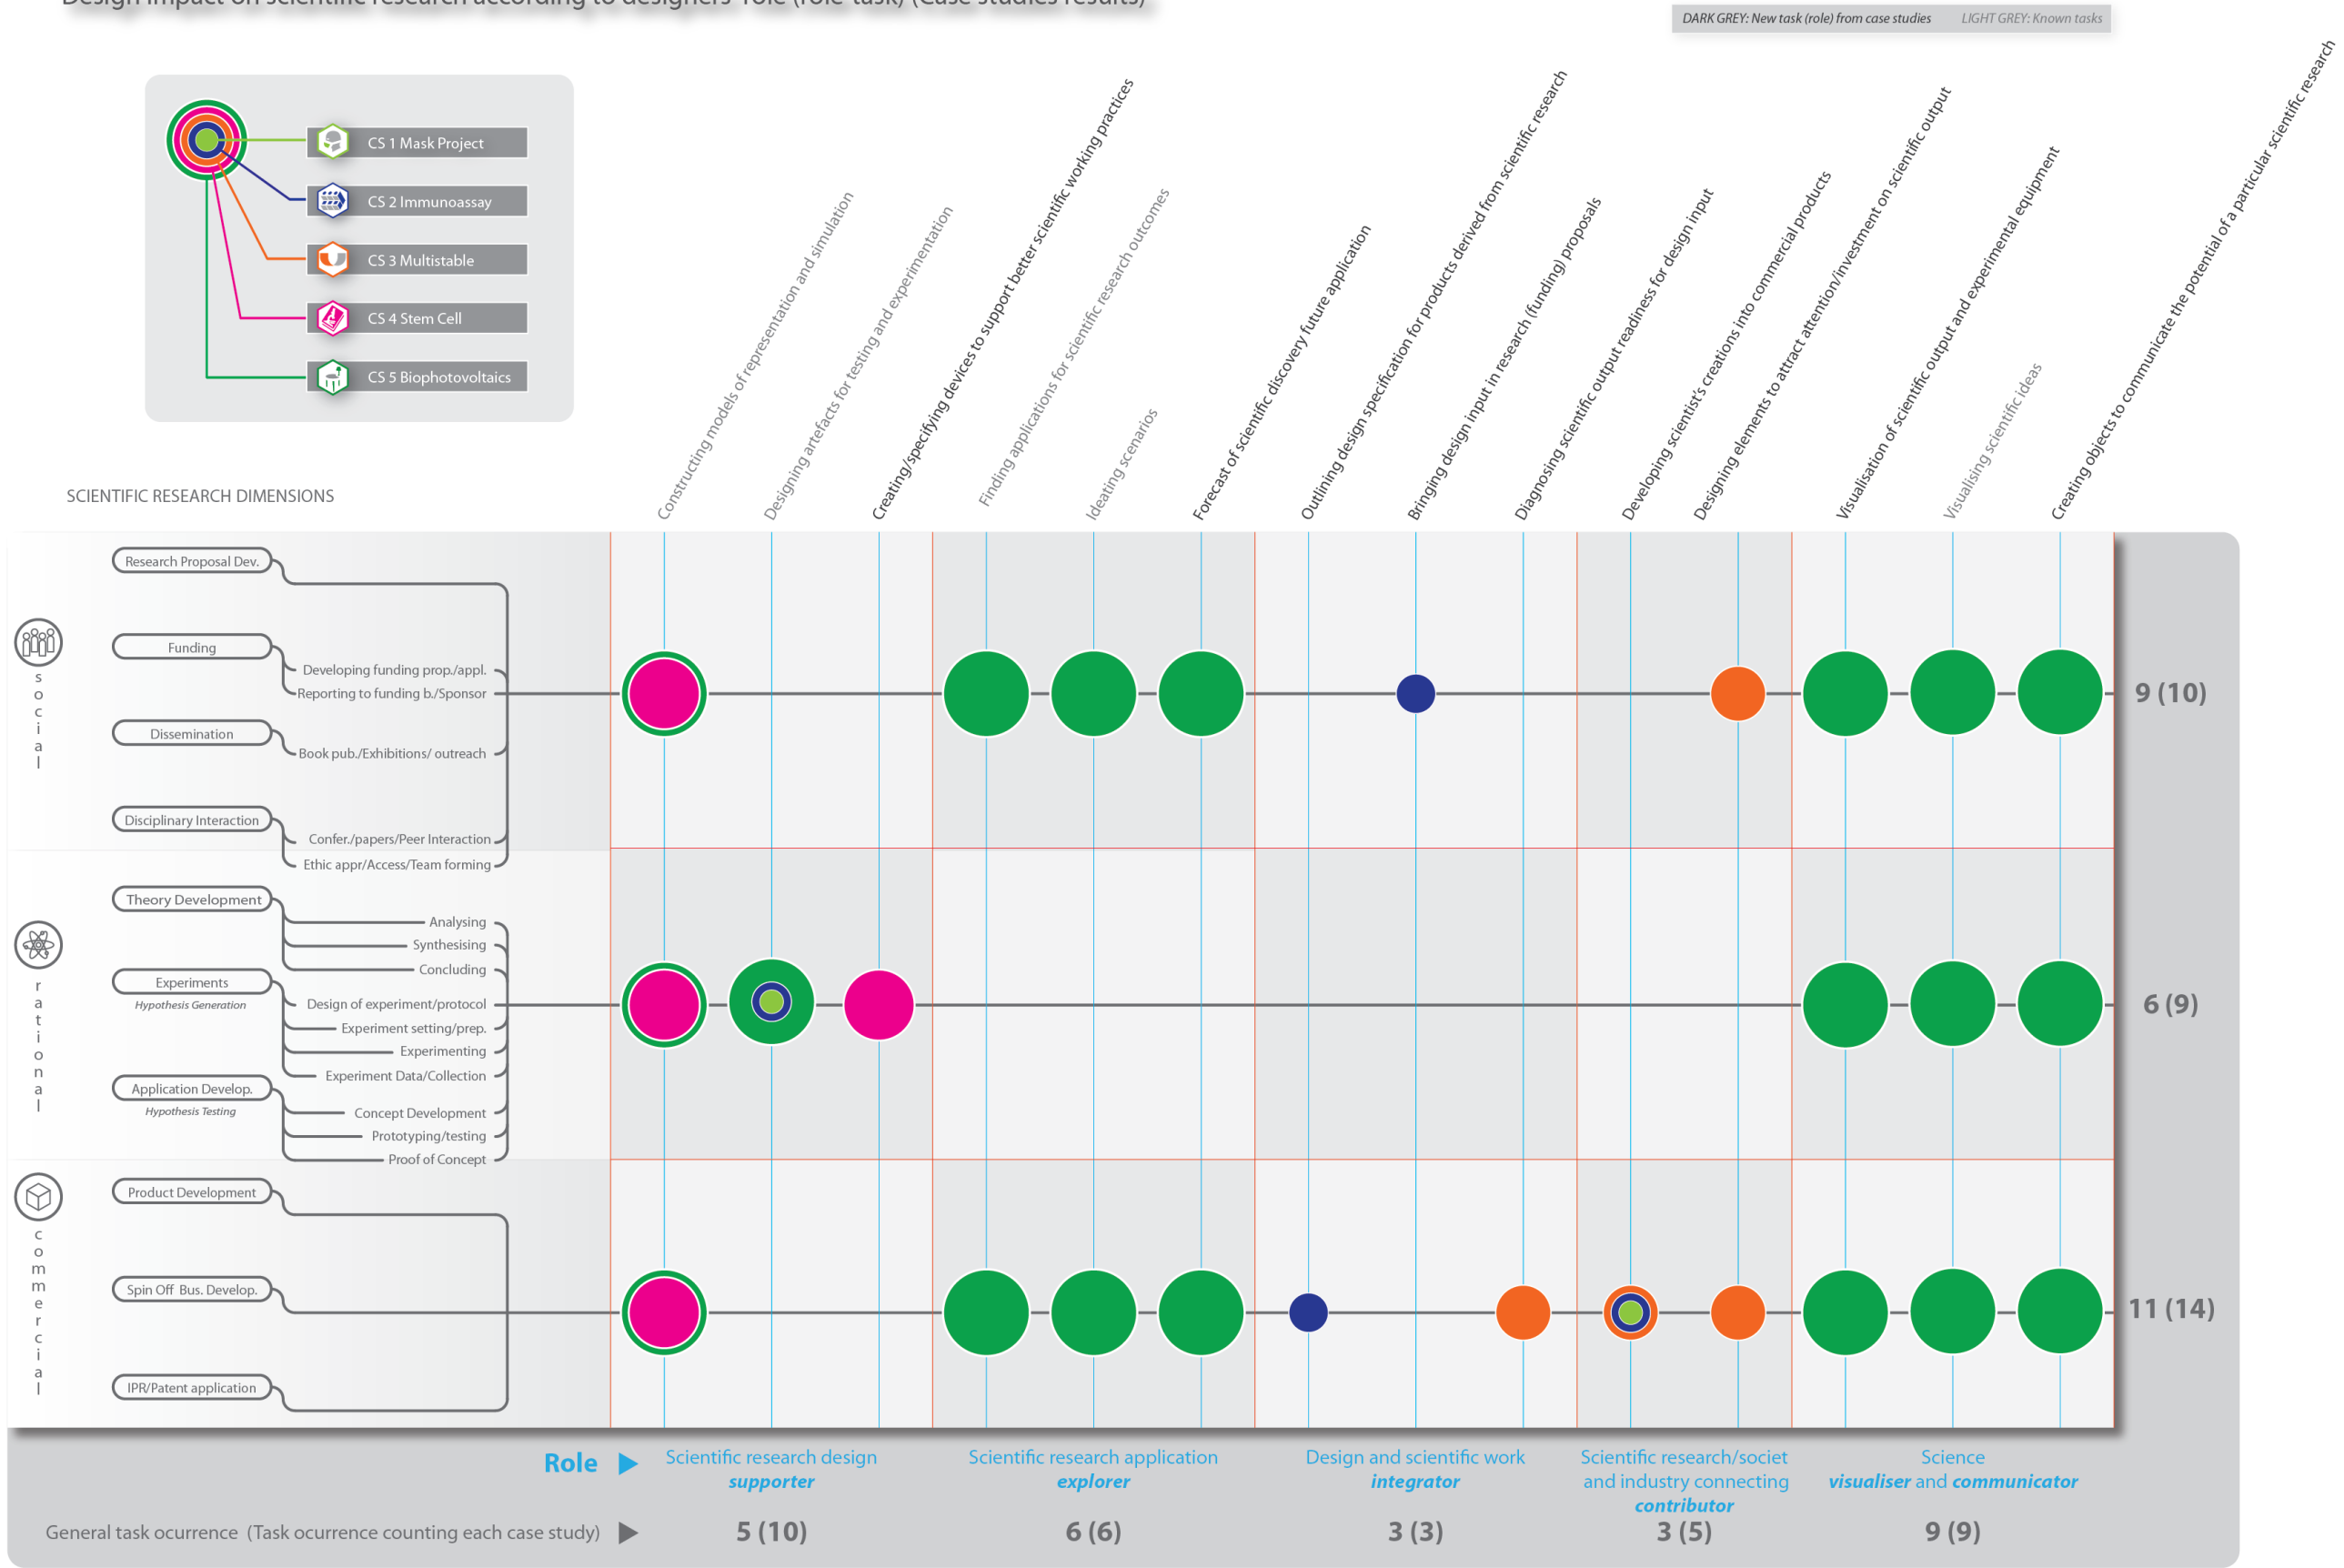 Design impact on scientific research according to designers' role (role-task) (Case studies results)
DARK GREY: New task (role) from case studies LIGHT GREY: Known tasks
CS 1 Mask Project
CS 2 Immunoassay
CS 3 Multistable
CS 4 Stem Cell
CS 5 Biophotovoltaics
Constructing models of representation and simulation
Designing artefacts for testing and experimentation
Creating/specifying devices to support better scientific working practices
Finding applications for scientific research outcomes
Ideating scenarios
Forecast of scientific discovery future application
Outlining design specification for products derived from scientific research
Bringing design input in research (funding) proposals
Diagnosing scientific output readiness for design input
Developing scientist's creations into commercial products
Designing elements to attract attention/investment on scientific output
Visualisation of scientific output and experimental equipment
Visualising scientific ideas
Creating objects to communicate the potential of a particular scientific research
SCIENTIFIC RESEARCH DIMENSIONS
social
Research Proposal Dev.
Funding
Developing funding prop./appl.
Reporting to funding b./Sponsor
Dissemination
Book pub./Exhibitions/ outreach
Disciplinary Interaction
Confer./papers/Peer Interaction
Ethic appr/Access/Team forming
9 (10)
rational
Theory Development
Analysing
Synthesising
Concluding
Experiments
Hypothesis Generation
Design of experiment/protocol
Experiment setting/prep.
Experimenting
Experiment Data/Collection
Application Develop.
Hypothesis Testing
Concept Development
Prototyping/testing
Proof of Concept
6 (9)
commercial
Product Development
Spin Off Bus. Develop.
IPR/Patent application
11 (14)
Role
Scientific research design
supporter
Scientific research application
explorer
Design and scientific work
integrator
Scientific research/societ
and industry connecting
contributor
Science
visualiser and communicator
General task ocurrence (Task ocurrence counting each case study)
5 (10)
6 (6)
3 (3)
3 (5)
9 (9)